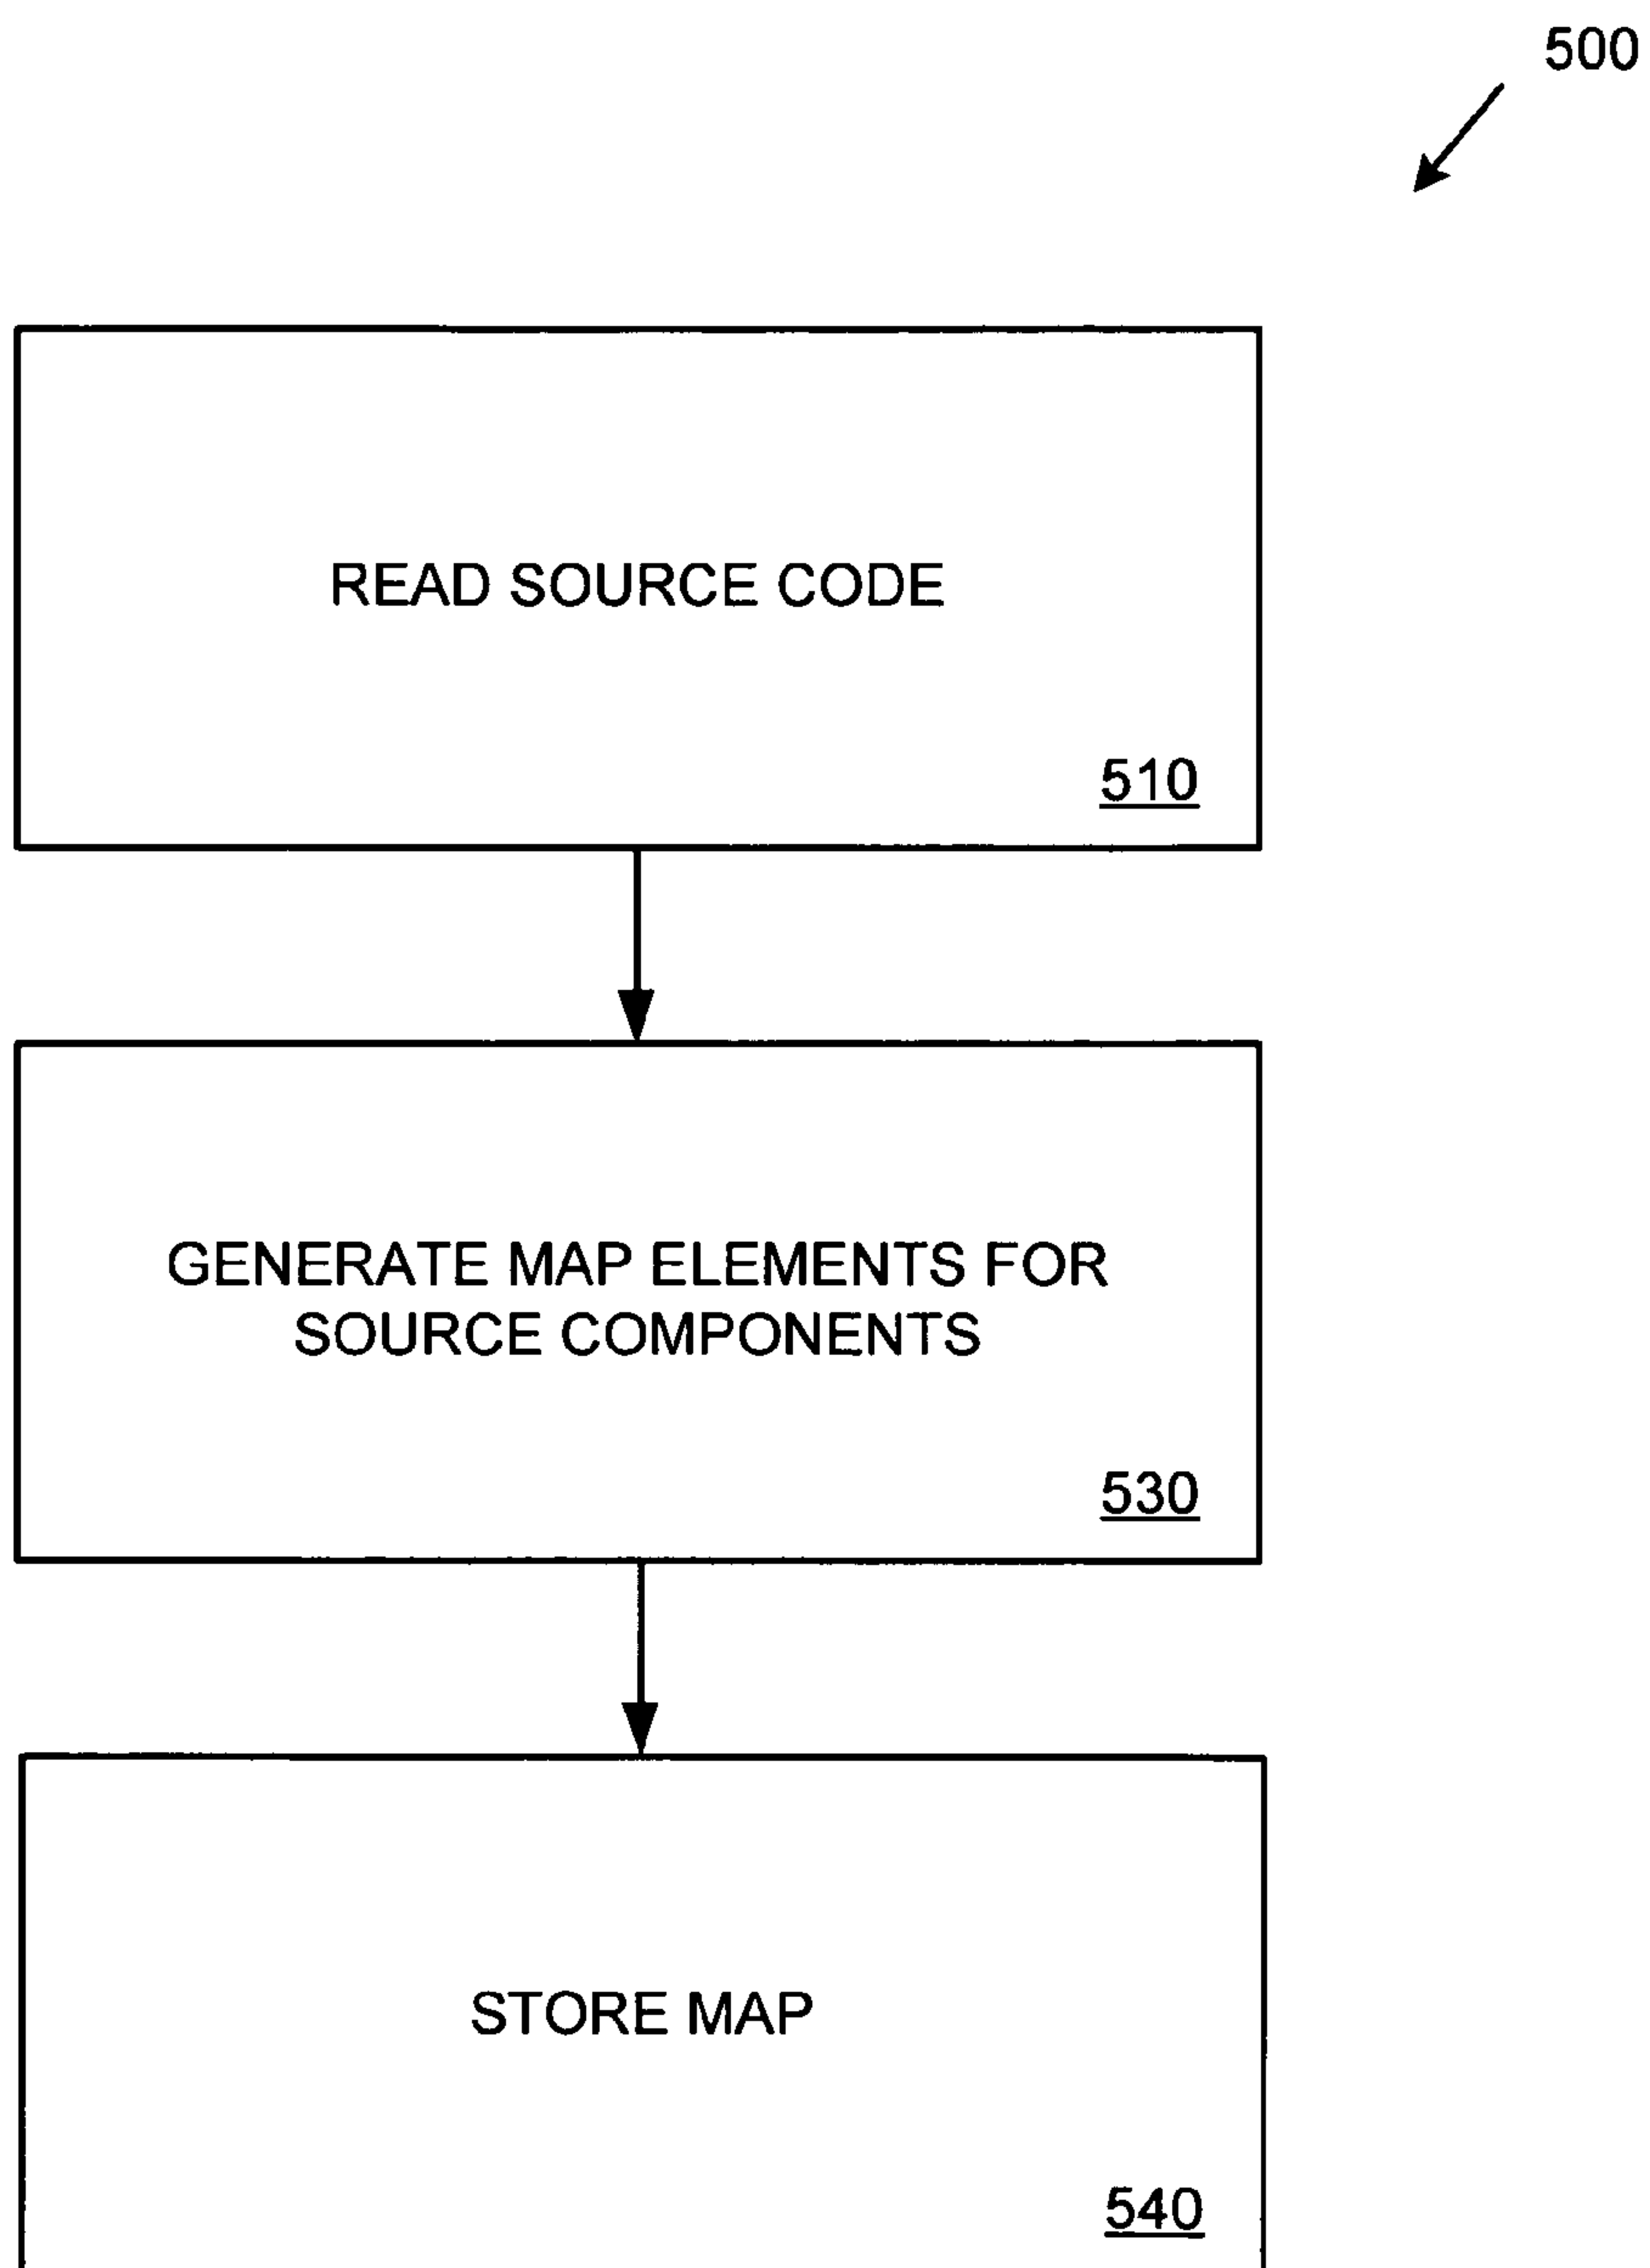 500
READ SOURCE CODE
510
GENERATE MAP ELEMENTS FOR
SOURCE COMPONENTS
530
STORE MAP
540